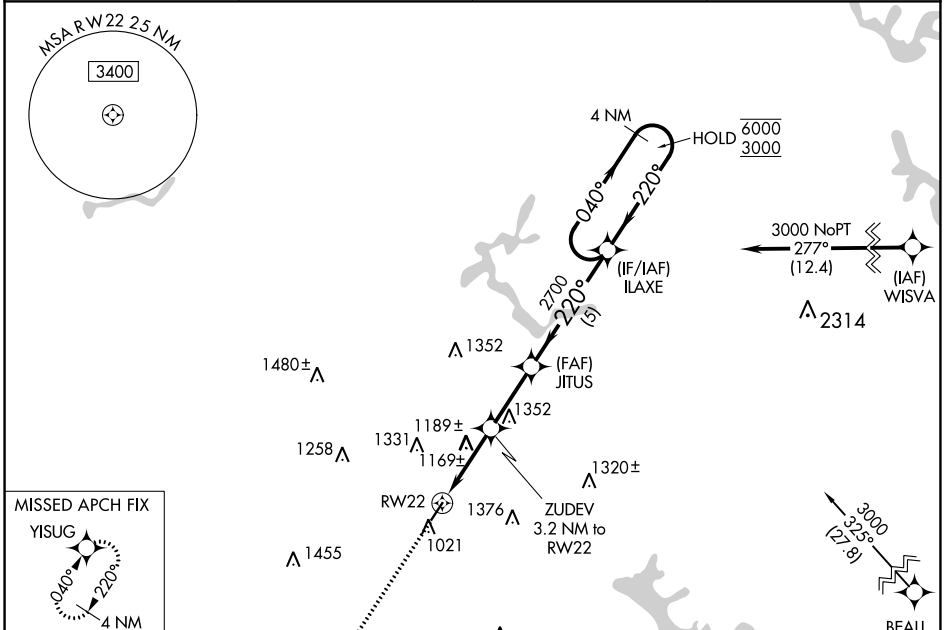 MSA RW22 25 NM
3400
4 NM
HOLD 6000
3000
040°
220°
3000 NoPT
277°
(12.4)
(IAF)
WISVA
(IF/IAF)
ILAXE
2700
220°
(5)
2314
1352
1480±
(FAF)
JITUS
1352
1189±
1331
1258
1169±
1320±
RW22
1376
ZUDEV
3.2 NM to
RW22
1021
1455
MISSED APCH FIX
YISUG
040°
220°
4 NM
3000
325°
(27.8)